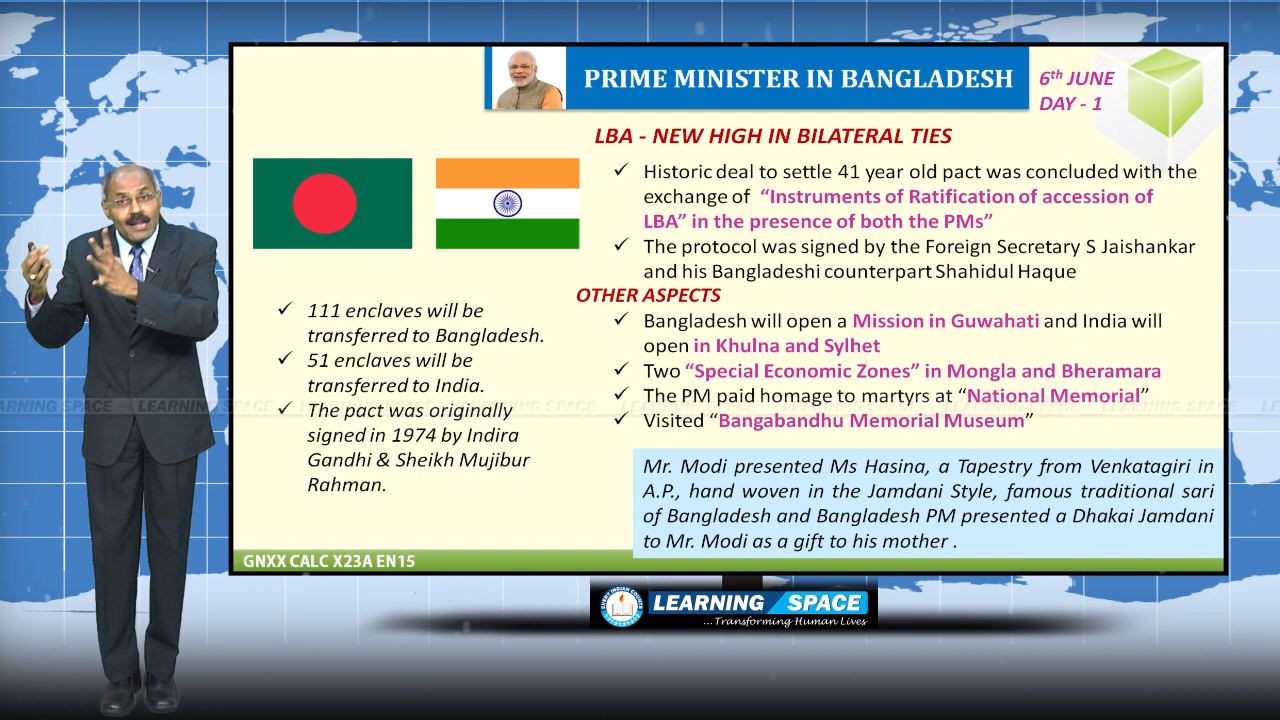 PRIME MINISTER IN BANGLADESH
6th JUNE
DAY - 1
LBA - NEW HIGH IN BILATERAL TIES
✓ Historic deal to settle 41 year old pact was concluded with the
exchange of “Instruments of Ratification of accession of
LBA” in the presence of both the PMs”
✓ The protocol was signed by the Foreign Secretary S Jaishankar
and his Bangladeshi counterpart Shahidul Haque
OTHER ASPECTS
✓ Bangladesh will open a Mission in Guwahati and India will
open in Khulna and Sylhet
✓ Two “Special Economic Zones” in Mongla and Bheramara
✓ The PM paid homage to martyrs at “National Memorial”
✓ Visited “Bangabandhu Memorial Museum”
✓ 111 enclaves will be
transferred to Bangladesh.
✓ 51 enclaves will be
transferred to India.
✓ The pact was originally
signed in 1974 by Indira
Gandhi & Sheikh Mujibur
Rahman.
Mr. Modi presented Ms Hasina, a Tapestry from Venkatagiri in
A.P., hand woven in the Jamdani Style, famous traditional sari
of Bangladesh and Bangladesh PM presented a Dhakai Jamdani
to Mr. Modi as a gift to his mother .
GNXX CALC X23A EN15
EVERY INDIAN COUNTS
LEARNING SPACE
...Transforming Human Lives